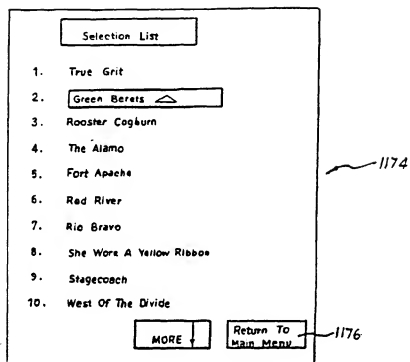 Selection List
1. True Grit
2. Green Berets
3. Rooster Cogburn
4. The Alamo
5. Fort Apache
6. Red River
7. Rio Bravo
8. She Wore A Yellow Ribbon
9. Stagecoach
10. West Of The Divide
MORE
Return To
Main Menu
1174
1176